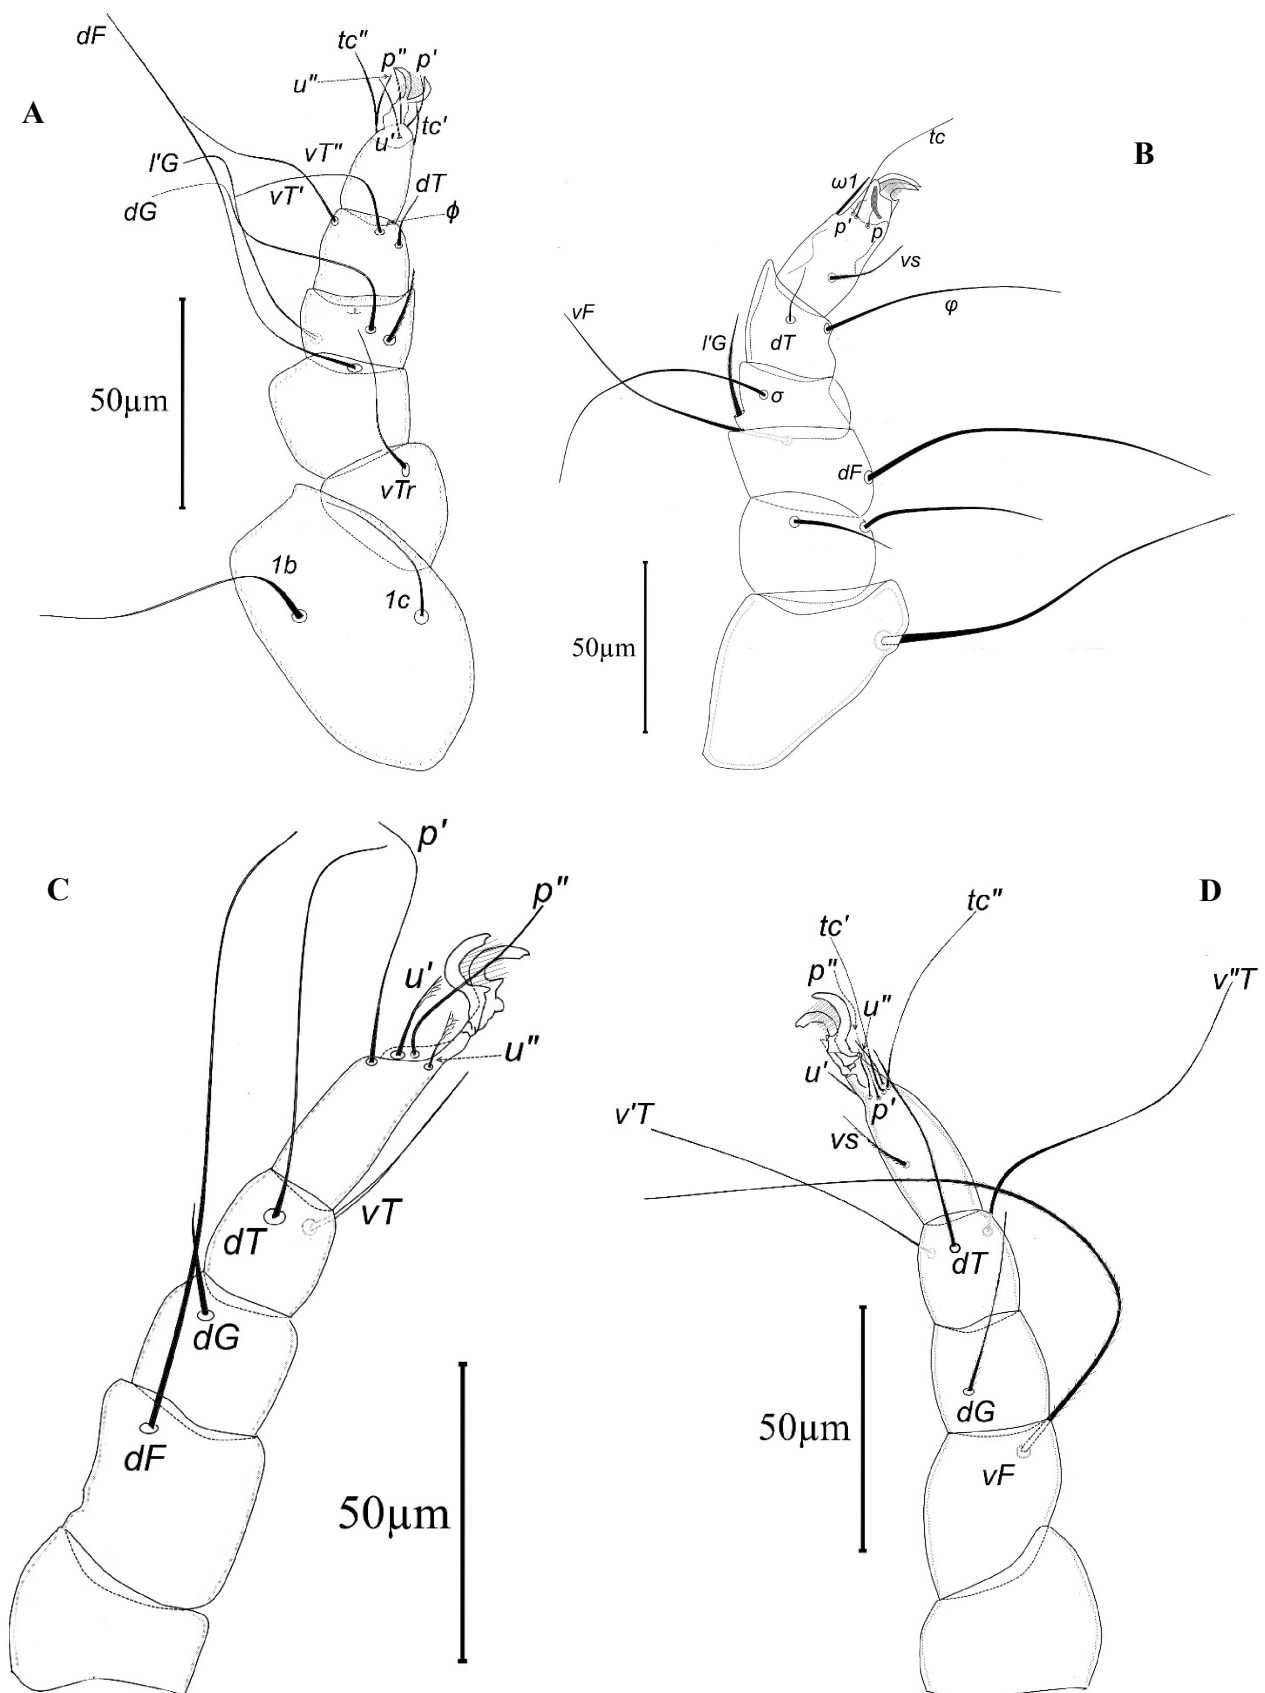 A
dF
tc"
p" p'
u"
u'
tc'
vT"
l'G
vT'
dT
dG
ϕ
50µm
vTr
1b
1c
B
tc
ω1
p'
p
vs
vF
φ
l'G
dT
σ
dF
50µm
C
p'
p"
u'
u"
vT
dT
dG
dF
50µm
D
tc"
tc'
p"
v"T
u"
u'
p'
v'T
vs
dT
dG
50µm
vF